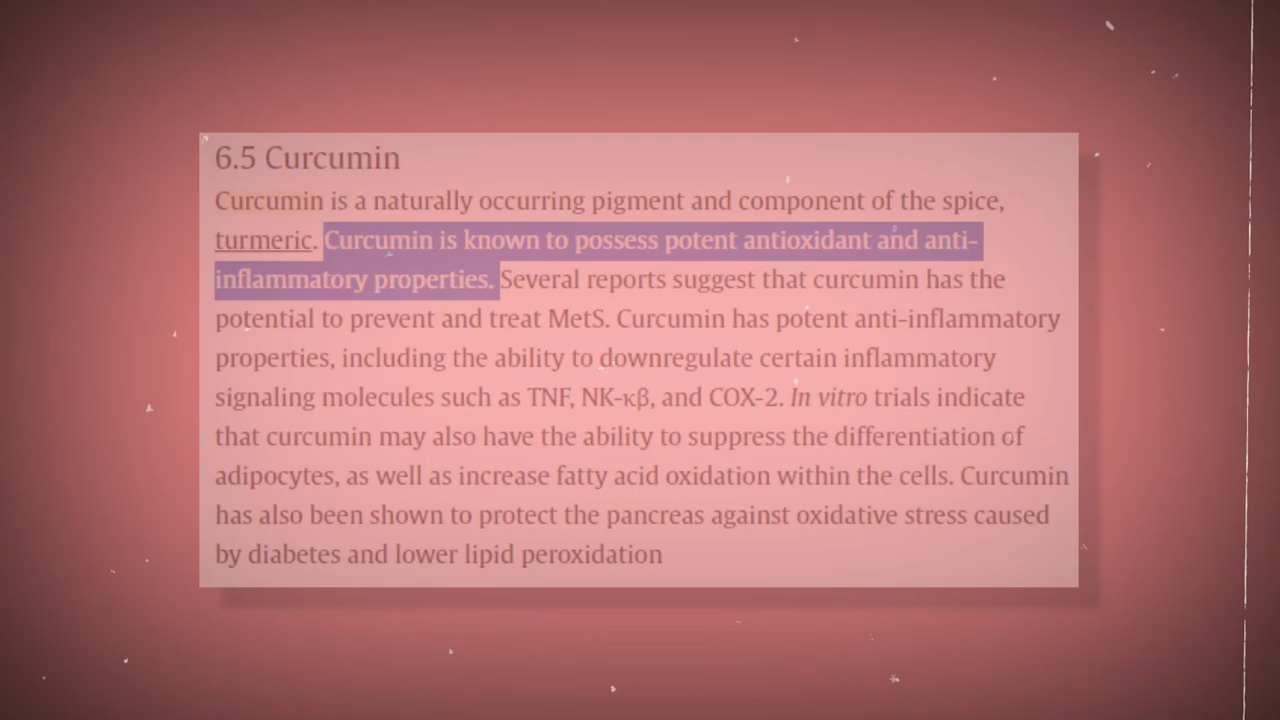 6.5 Curcumin
Curcumin is a naturally occurring pigment and component of the spice,
turmeric. Curcumin is known to possess potent antioxidant and anti-
inflammatory properties. Several reports suggest that curcumin has the
potential to prevent and treat MetS. Curcumin has potent anti-inflammatory
properties, including the ability to downregulate certain inflammatory
signaling molecules such as TNF, NK-κβ, and COX-2. In vitro trials indicate
that curcumin may also have the ability to suppress the differentiation of
adipocytes, as well as increase fatty acid oxidation within the cells. Curcumin
has also been shown to protect the pancreas against oxidative stress caused
by diabetes and lower lipid peroxidation